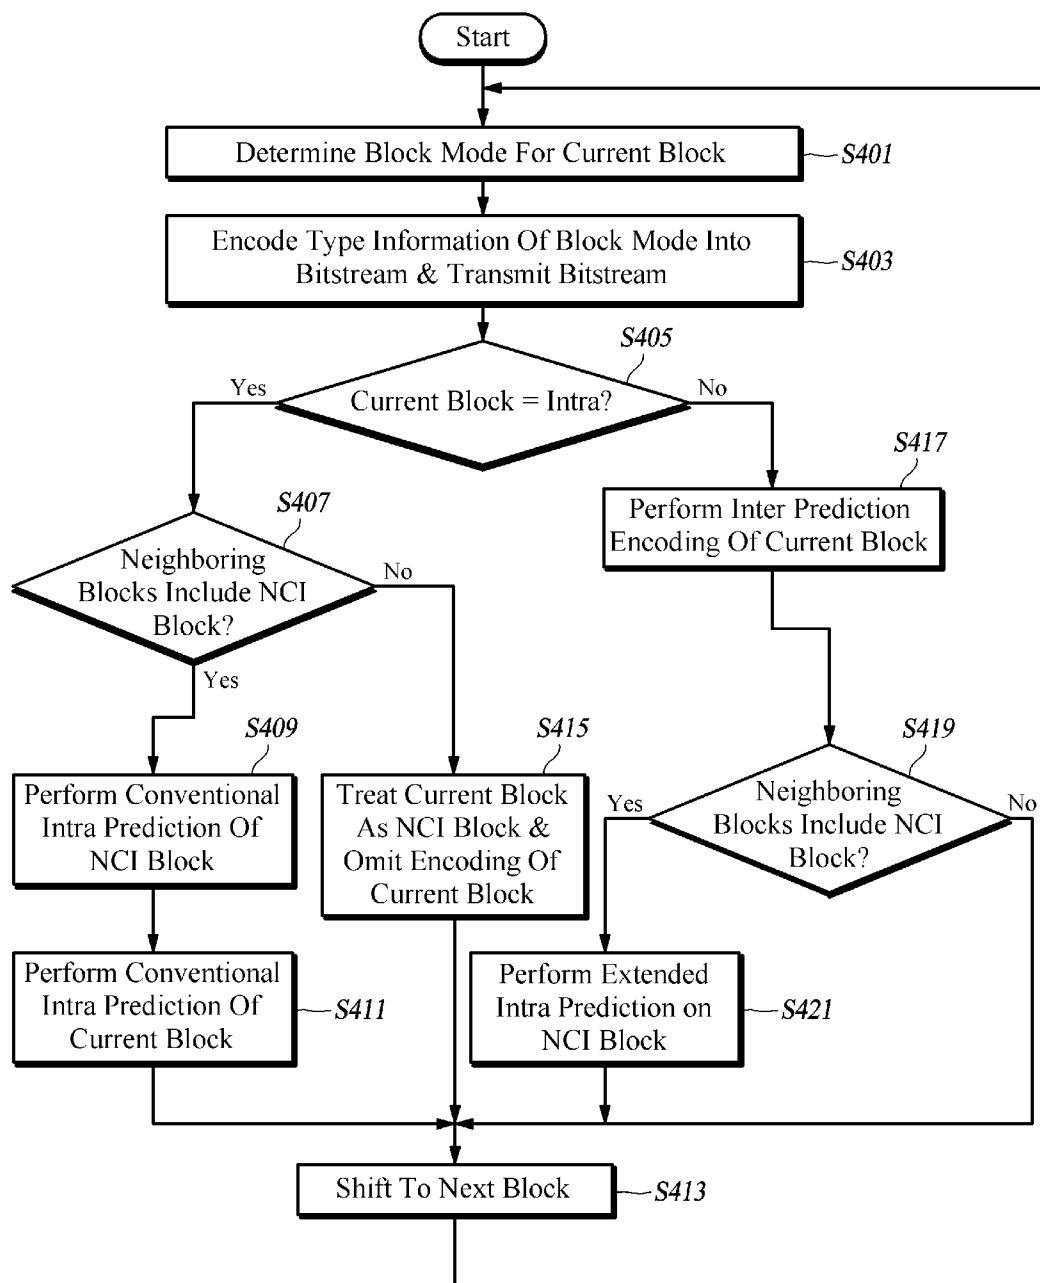 Start
Determine Block Mode For Current Block
S401
Encode Type Information Of Block Mode Into
Bitstream & Transmit Bitstream
S403
S405
Yes
Current Block = Intra?
No
S417
Perform Inter Prediction
Encoding Of Current Block
S407
Neighboring
Blocks Include NCI
Block?
No
Yes
S409
Perform Conventional
Intra Prediction Of
NCI Block
S415
Treat Current Block
As NCI Block &
Omit Encoding Of
Current Block
S419
Yes
Neighboring
Blocks Include NCI
Block?
No
Perform Conventional
Intra Prediction Of
Current Block
S411
Perform Extended
Intra Prediction on
NCI Block
S421
Shift To Next Block
S413